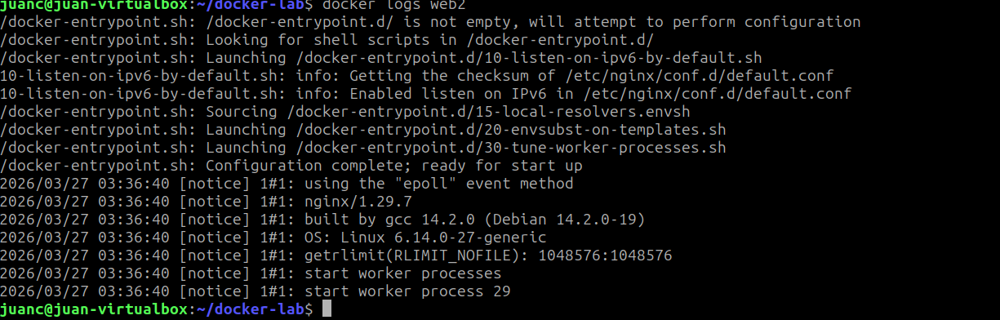 juanc@juan-virtualbox:~/docker-lab$ docker logs web2
/docker-entrypoint.sh: /docker-entrypoint.d/ is not empty, will attempt to perform configuration
/docker-entrypoint.sh: Looking for shell scripts in /docker-entrypoint.d/
/docker-entrypoint.sh: Launching /docker-entrypoint.d/10-listen-on-ipv6-by-default.sh
10-listen-on-ipv6-by-default.sh: info: Getting the checksum of /etc/nginx/conf.d/default.conf
10-listen-on-ipv6-by-default.sh: info: Enabled listen on IPv6 in /etc/nginx/conf.d/default.conf
/docker-entrypoint.sh: Sourcing /docker-entrypoint.d/15-local-resolvers.envsh
/docker-entrypoint.sh: Launching /docker-entrypoint.d/20-envsubst-on-templates.sh
/docker-entrypoint.sh: Launching /docker-entrypoint.d/30-tune-worker-processes.sh
/docker-entrypoint.sh: Configuration complete; ready for start up
2026/03/27 03:36:40 [notice] 1#1: using the "epoll" event method
2026/03/27 03:36:40 [notice] 1#1: nginx/1.29.7
2026/03/27 03:36:40 [notice] 1#1: built by gcc 14.2.0 (Debian 14.2.0-19)
2026/03/27 03:36:40 [notice] 1#1: OS: Linux 6.14.0-27-generic
2026/03/27 03:36:40 [notice] 1#1: getrlimit(RLIMIT_NOFILE): 1048576:1048576
2026/03/27 03:36:40 [notice] 1#1: start worker processes
2026/03/27 03:36:40 [notice] 1#1: start worker process 29
juanc@juan-virtualbox:~/docker-lab$